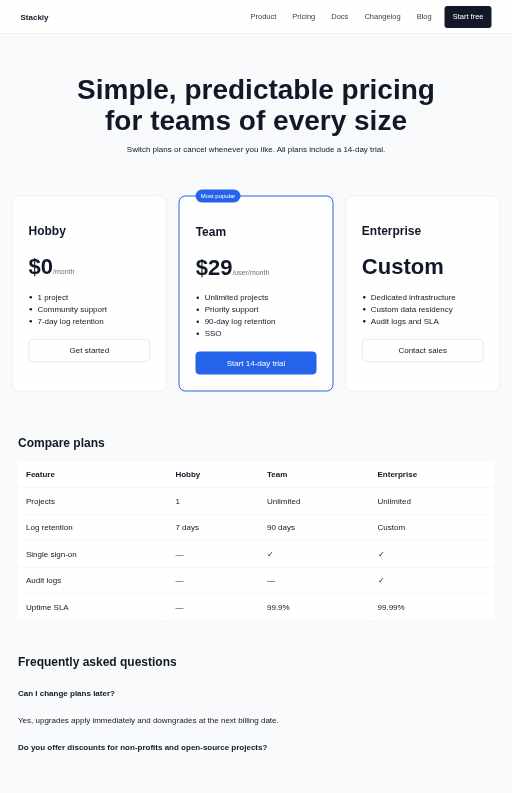 Stackly Product Pricing Docs Changelog Blog Start free
Simple, predictable pricing
for teams of every size
Switch plans or cancel whenever you like. All plans include a 14-day trial.
Hobby
$0/month
• 1 project
• Community support
• 7-day log retention
Get started
Most popular
Team
$29/user/month
• Unlimited projects
• Priority support
• 90-day log retention
• SSO
Start 14-day trial
Enterprise
Custom
• Dedicated infrastructure
• Custom data residency
• Audit logs and SLA
Contact sales
Compare plans
Feature Hobby Team Enterprise
Projects 1 Unlimited Unlimited
Log retention 7 days 90 days Custom
Single sign-on — ✓ ✓
Audit logs — — ✓
Uptime SLA — 99.9% 99.99%
Frequently asked questions
Can I change plans later?
Yes, upgrades apply immediately and downgrades at the next billing date.
Do you offer discounts for non-profits and open-source projects?